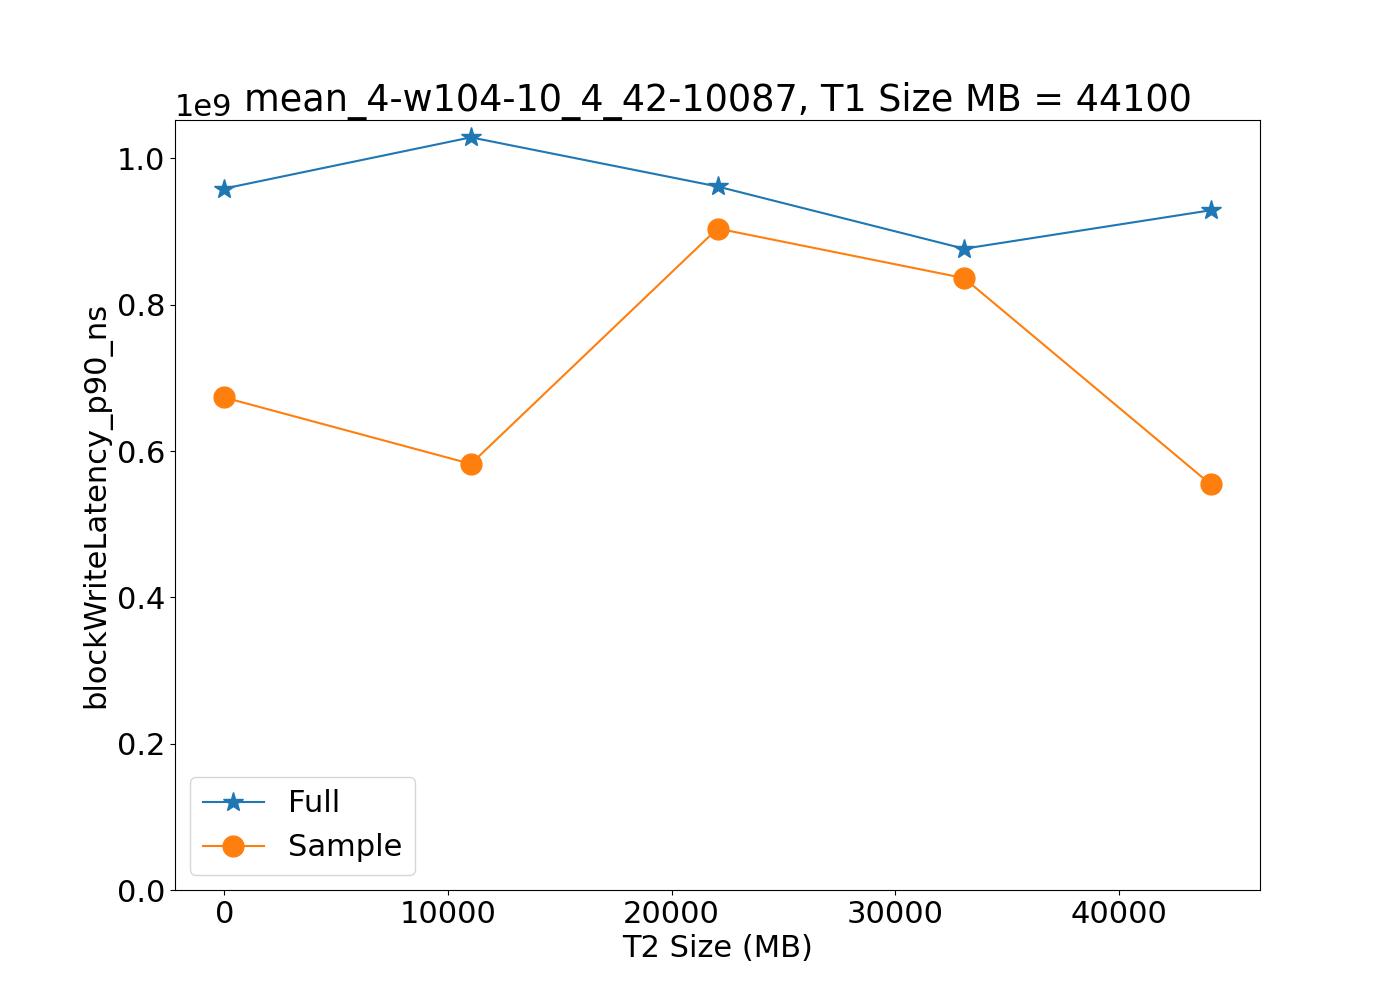 1e9
mean_4-w104-10_4_42-10087, T1 Size MB = 44100
1.0
0.8
0.6
0.4
0.2
0.0
blockWriteLatency_p90_ns
Full
Sample
0 10000 20000 30000 40000
T2 Size (MB)